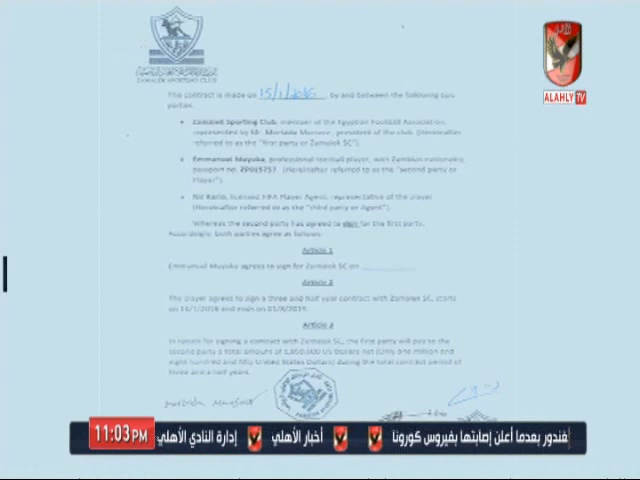 ZAMALEK SPORTING CLUB
ALAHLY TV
This contract is made on 15/1/2016 by and between the following two
parties.
• Zamalek Sporting Club, member of the Egyptian Football Association,
represented by Mr. Mortada Mansour, president of the club. (Hereinafter
referred to as the "first party or Zamalek SC").
• Emmanuel Mayuka, professional football player, with Zambian nationality,
passport no. (Hereinafter referred to as the "second party or
Player").
• licensed FIFA Player Agent, representative of the player
(Hereinafter referred to as the "third party or Agent").
Whereas the second party has agreed to sign for the first party.
Accordingly, both parties agree as follows:
Article 1
Emmanuel Mayuka agrees to sign for Zamalek SC on
Article 2
The player agrees to sign a three and half year contract with Zamalek SC, starts
on and ends on
Article 3
In return for signing a contract with Zamalek SC, the first party will pay to the
second party a total amount of 1,850,000 US Dollars net (Only one million and
eight hundred and fifty United States Dollars) during the total contract period of
three and a half years.
Mortada Mansour
11:03 PM
غندور بعدما أعلن إصابتها بفيروس كورونا أخبار الأهلي إدارة النادي الأهلي